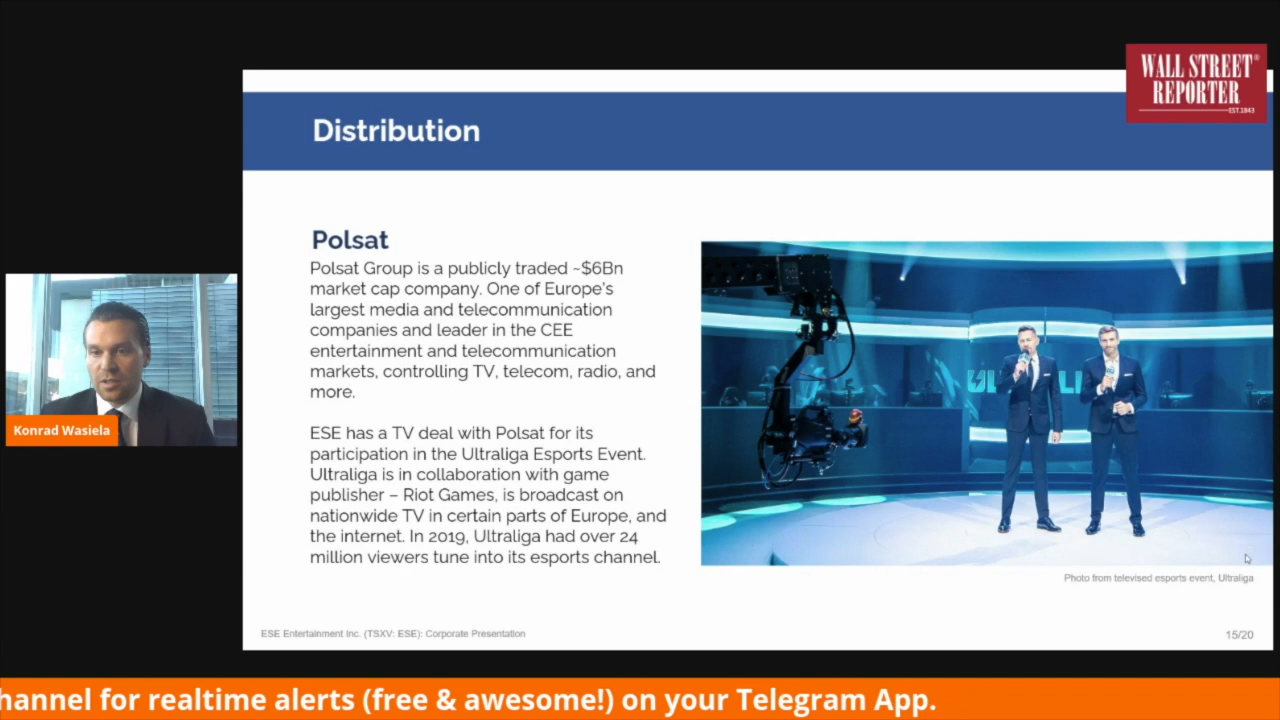 WALL STREET®
REPORTER
EST.1843
Distribution
Polsat
Polsat Group is a publicly traded ~$6Bn
market cap company. One of Europe's
largest media and telecommunication
companies and leader in the CEE
entertainment and telecommunication
markets, controlling TV, telecom, radio, and
more.
ESE has a TV deal with Polsat for its
participation in the Ultraliga Esports Event.
Ultraliga is in collaboration with game
publisher – Riot Games, is broadcast on
nationwide TV in certain parts of Europe, and
the internet. In 2019, Ultraliga had over 24
million viewers tune into its esports channel.
Photo from televised esports event, Ultraliga
Konrad Wasiela
ESE Entertainment Inc. (TSXV: ESE): Corporate Presentation
15/20
hannel for realtime alerts (free & awesome!) on your Telegram App.